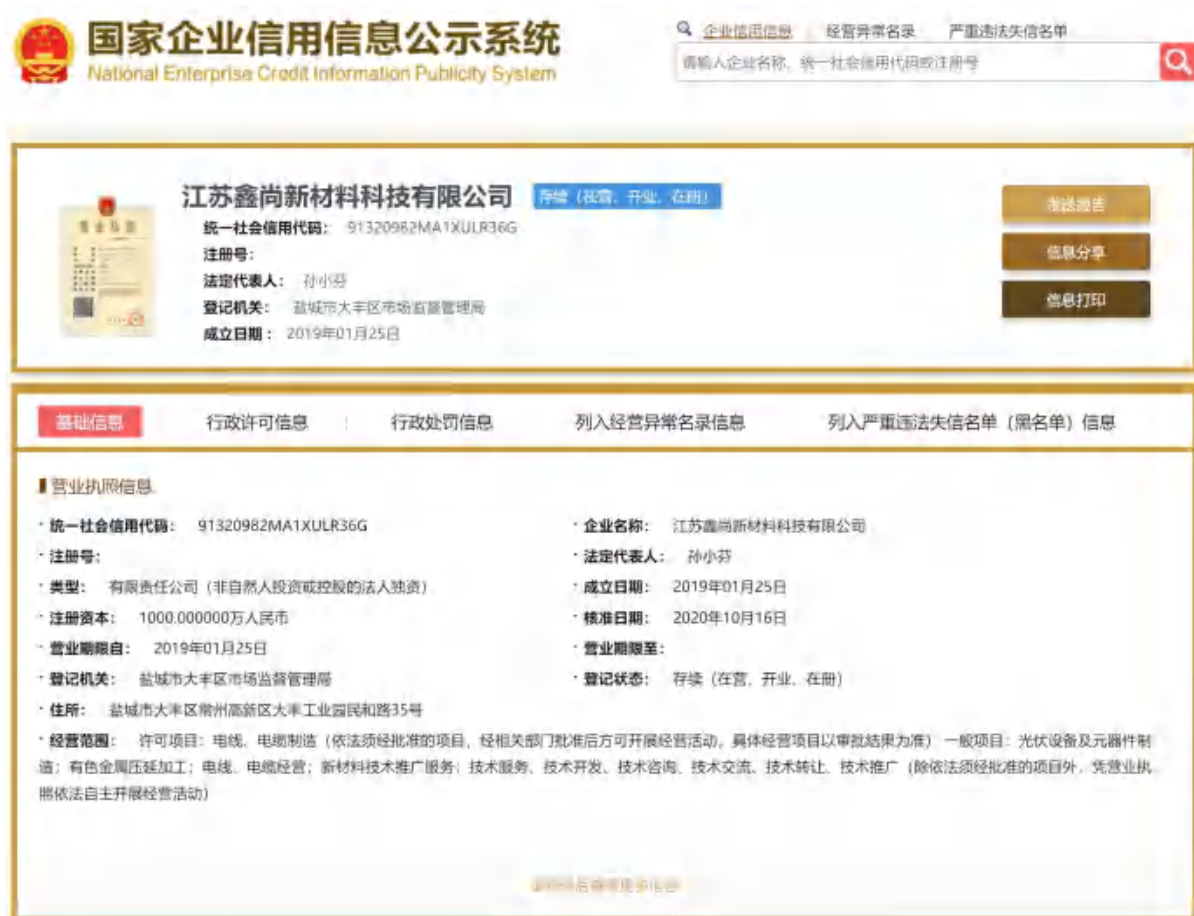 国家企业信用信息公示系统
National Enterprise Credit Information Publicity System
企业信用信息 经营异常名录 严重违法失信名单
请输入企业名称、统一社会信用代码或注册号
江苏鑫尚新材料科技有限公司 存续（在营、开业、在册）
营业执照
统一社会信用代码： 91320982MA1XULR36G
注册号：
法定代表人： 孙小芬
登记机关： 盐城市大丰区市场监督管理局
成立日期： 2019年01月25日
发送报告
信息分享
信息打印
基础信息 行政许可信息 行政处罚信息 列入经营异常名录信息 列入严重违法失信名单（黑名单）信息
营业执照信息
· 统一社会信用代码： 91320982MA1XULR36G · 企业名称： 江苏鑫尚新材料科技有限公司
· 注册号： · 法定代表人： 孙小芬
· 类型： 有限责任公司（非自然人投资或控股的法人独资） · 成立日期： 2019年01月25日
· 注册资本： 1000.000000万人民币 · 核准日期： 2020年10月16日
· 营业期限自： 2019年01月25日 · 营业期限至：
· 登记机关： 盐城市大丰区市场监督管理局 · 登记状态： 存续（在营、开业、在册）
· 住所： 盐城市大丰区常州高新区大丰工业园民和路35号
· 经营范围： 许可项目：电线、电缆制造（依法须经批准的项目，经相关部门批准后方可开展经营活动，具体经营项目以审批结果为准） 一般项目：光伏设备及元器件制
造；有色金属压延加工；电线、电缆经营；新材料技术推广服务；技术服务、技术开发、技术咨询、技术交流、技术转让、技术推广（除依法须经批准的项目外，凭营业执
照依法自主开展经营活动）